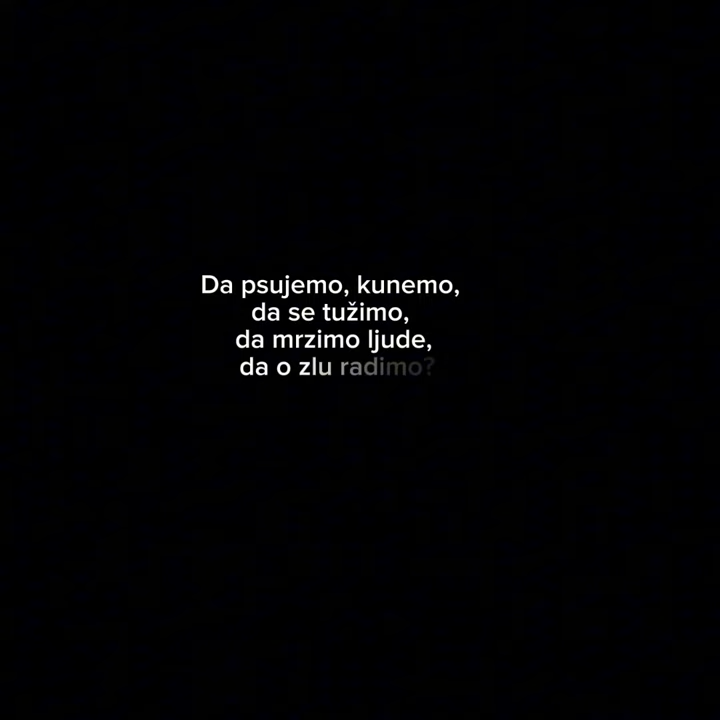 Da psujemo, kunemo,
da se tužimo,
da mrzimo ljude,
da o zlu radimo?